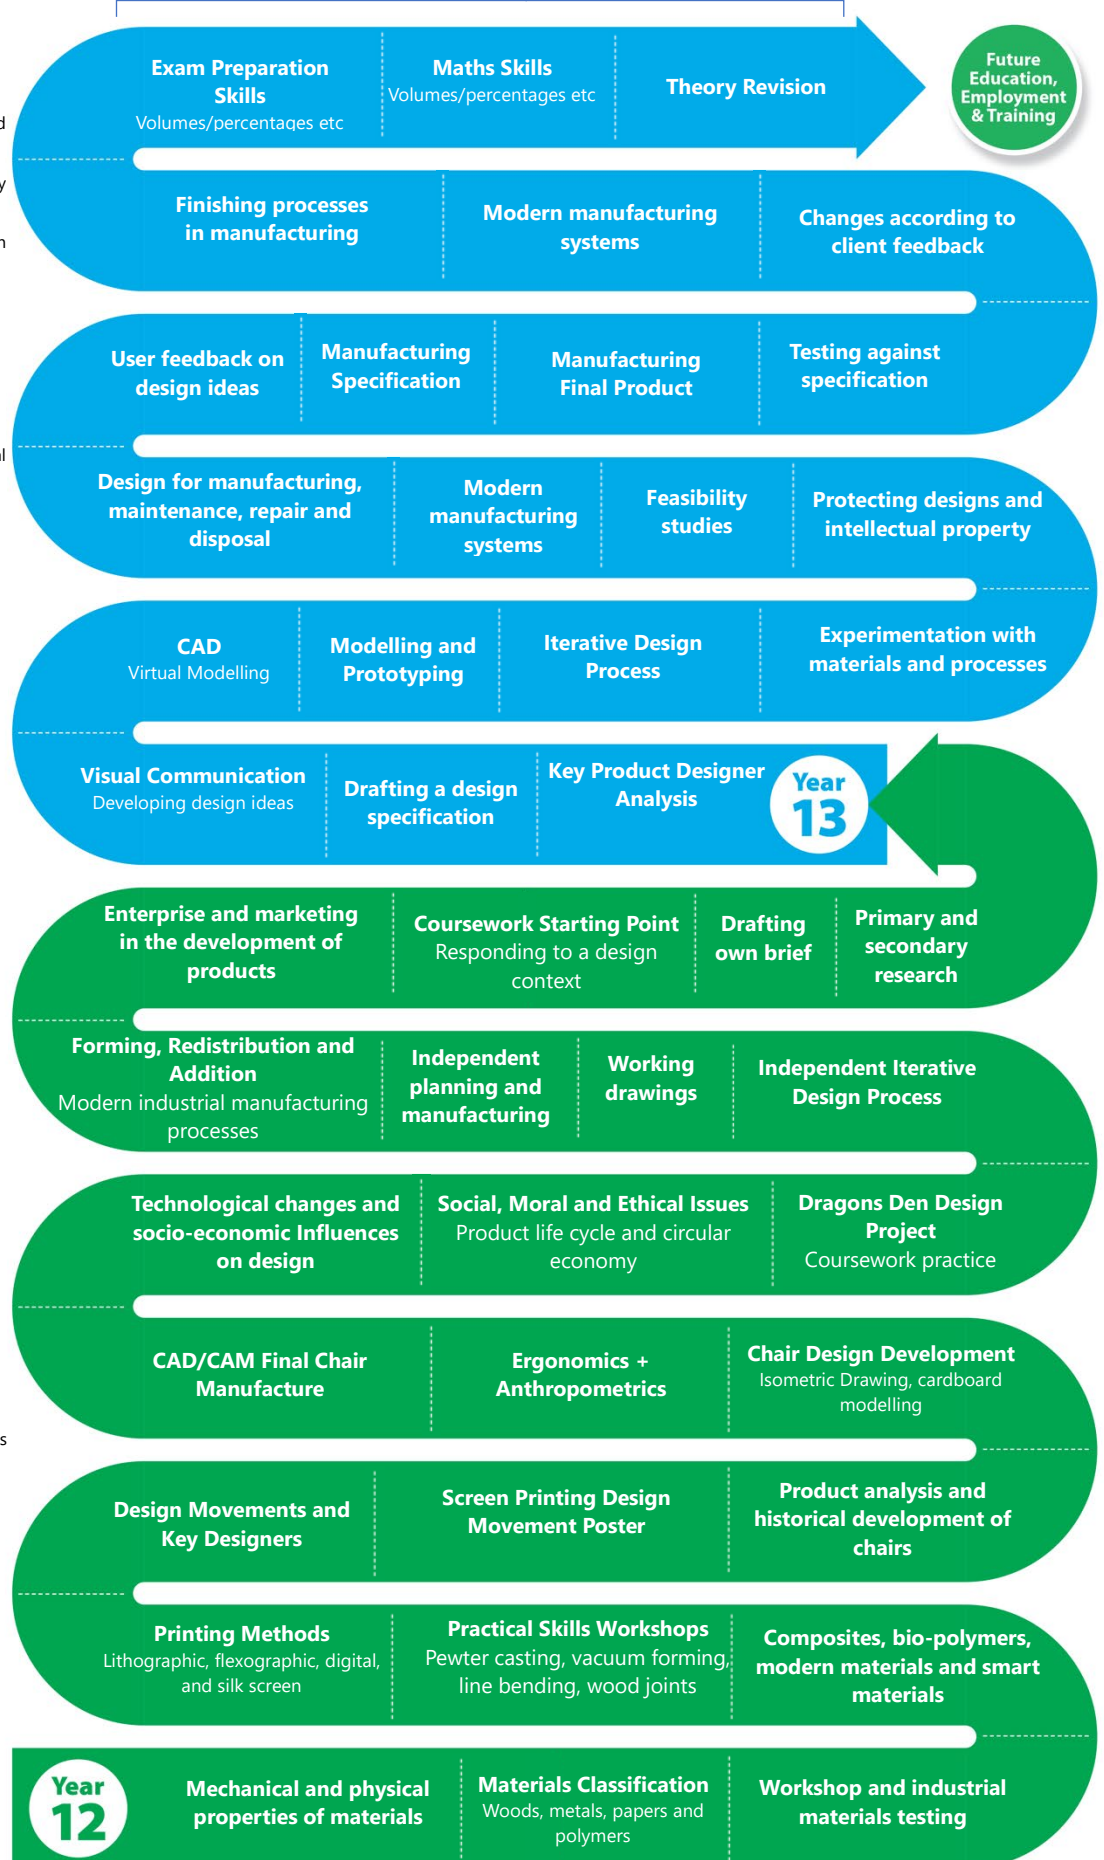 Exam Preparation
Skills
Volumes/percentages etc
Maths Skills
Volumes/percentages etc
Theory Revision
Future
Education,
Employment
& Training
Finishing processes
in manufacturing
Modern manufacturing
systems
Changes according to
client feedback
User feedback on
design ideas
Manufacturing
Specification
Manufacturing
Final Product
Testing against
specification
Design for manufacturing,
maintenance, repair and
disposal
Modern
manufacturing
systems
Feasibility
studies
Protecting designs and
intellectual property
CAD
Virtual Modelling
Modelling and
Prototyping
Iterative Design
Process
Experimentation with
materials and processes
Visual Communication
Developing design ideas
Drafting a design
specification
Key Product Designer
Analysis
Year
13
Enterprise and marketing
in the development of
products
Coursework Starting Point
Responding to a design
context
Drafting
own brief
Primary and
secondary
research
Forming, Redistribution and
Addition
Modern industrial manufacturing
processes
Independent
planning and
manufacturing
Working
drawings
Independent Iterative
Design Process
Technological changes and
socio-economic Influences
on design
Social, Moral and Ethical Issues
Product life cycle and circular
economy
Dragons Den Design
Project
Coursework practice
CAD/CAM Final Chair
Manufacture
Ergonomics +
Anthropometrics
Chair Design Development
Isometric Drawing, cardboard
modelling
Design Movements and
Key Designers
Screen Printing Design
Movement Poster
Product analysis and
historical development of
chairs
Printing Methods
Lithographic, flexographic, digital,
and silk screen
Practical Skills Workshops
Pewter casting, vacuum forming,
line bending, wood joints
Composites, bio-polymers,
modern materials and smart
materials
Year
12
Mechanical and physical
properties of materials
Materials Classification
Woods, metals, papers and
polymers
Workshop and industrial
materials testing